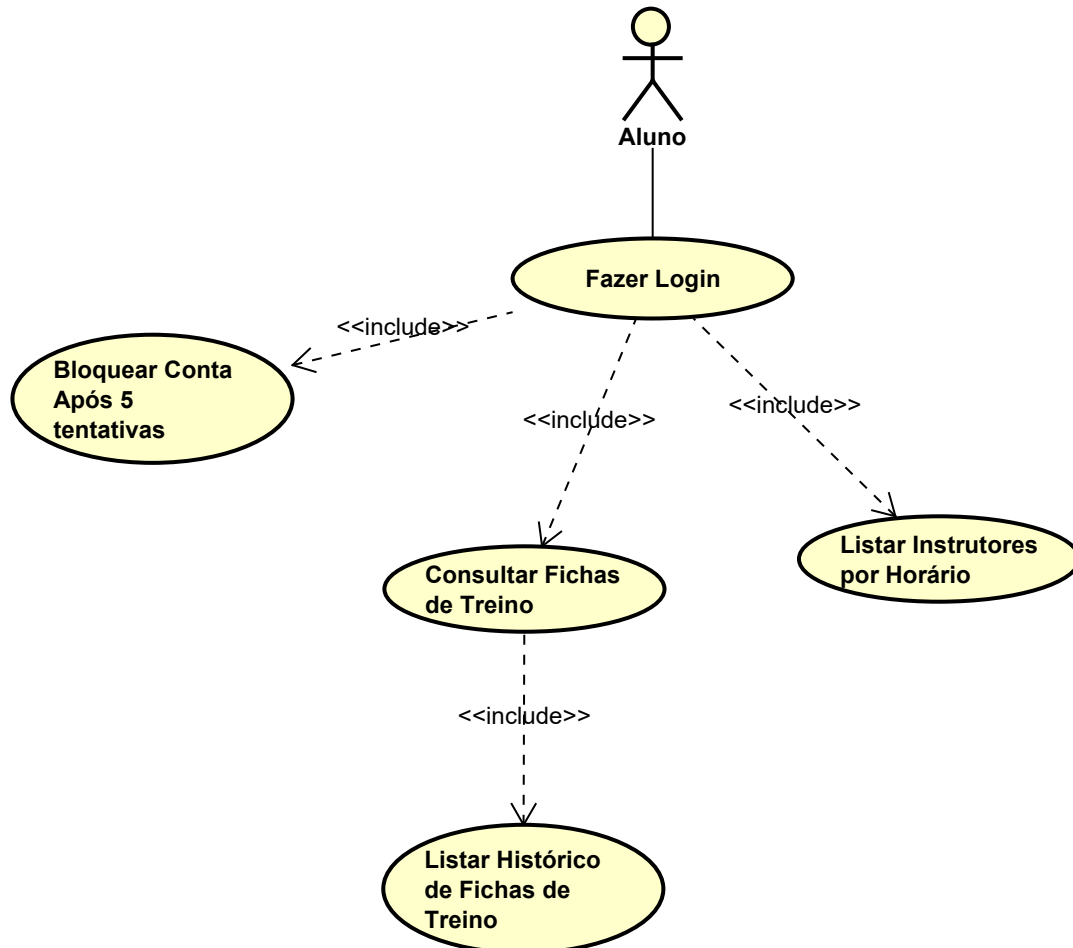 Aluno
Fazer Login
<<include>>
Bloquear Conta
Após 5
tentativas
<<include>>
<<include>>
Listar Instrutores
por Horário
Consultar Fichas
de Treino
<<include>>
Listar Histórico
de Fichas de
Treino